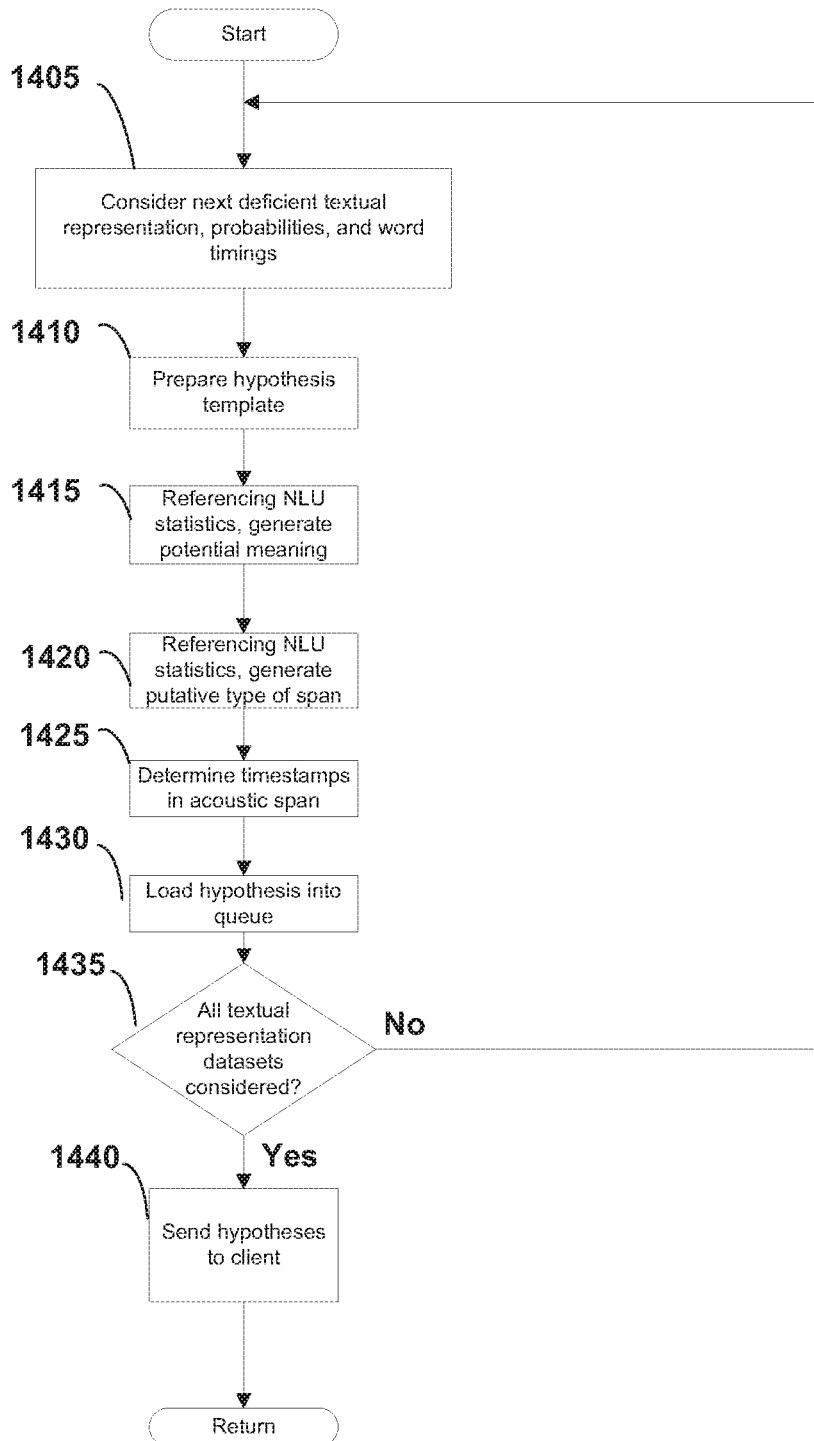 Start
1405
Consider next deficient textual
representation, probabilities, and word
timings
1410
Prepare hypothesis
template
1415
Referencing NLU
statistics, generate
potential meaning
1420
Referencing NLU
statistics, generate
putative type of span
1425
Determine timestamps
in acoustic span
1430
Load hypothesis into
queue
1435
All textual
representation
datasets
considered?
No
Yes
1440
Send hypotheses
to client
Return